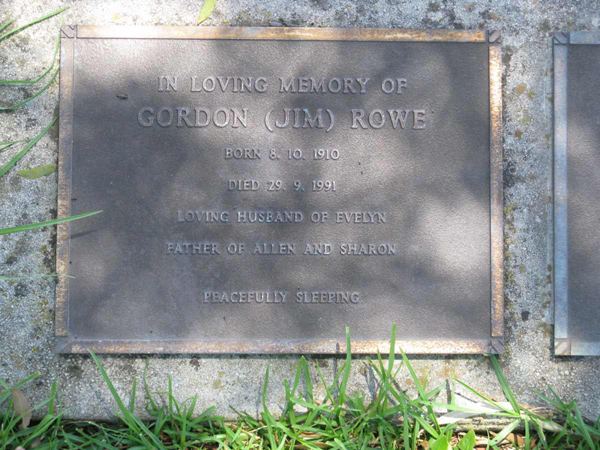 IN LOVING MEMORY OF
GORDON (JIM) ROWE
BORN 8. 10. 1910
DIED 29. 9. 1991
LOVING HUSBAND OF EVELYN
FATHER OF ALLEN AND SHARON
PEACEFULLY SLEEPING